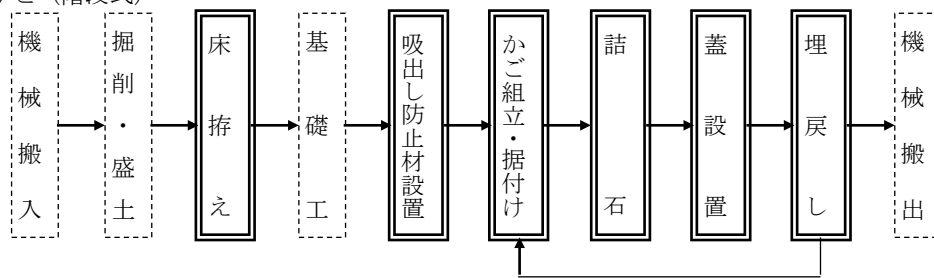 （階段式）
機械搬入
掘削・盛土
床拵え
基礎工
吸出し防止材設置
かご組立・据付け
詰石
蓋設置
埋戻し
機械搬出